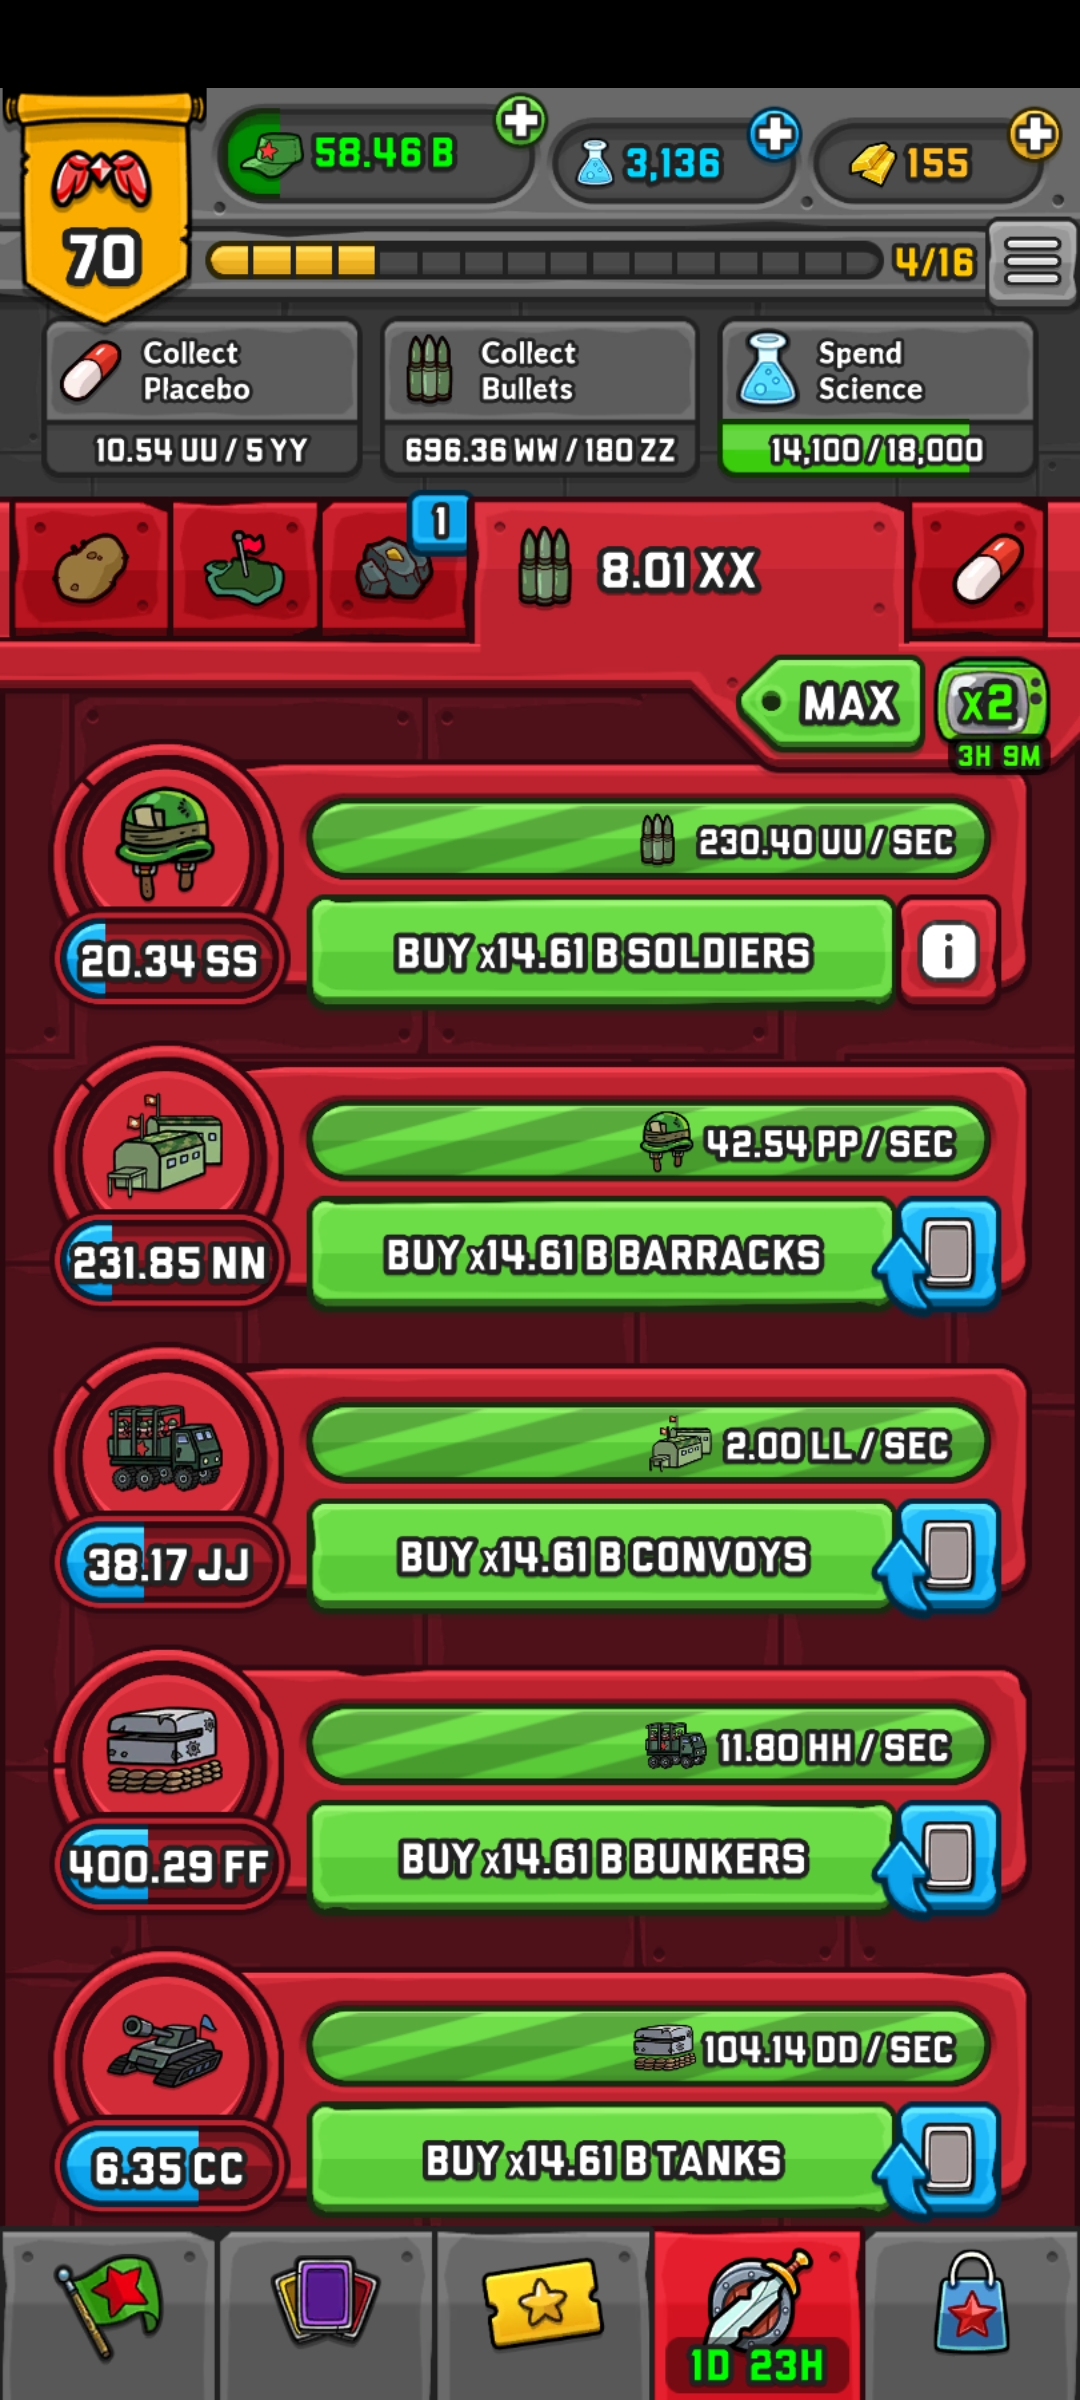 70
58.46 B
3,136
155
4/16
Collect
Placebo
10.54 UU / 5 YY
Collect
Bullets
696.36 WW / 180 ZZ
Spend
Science
14,100 / 18,000
1
8.01 XX
MAX
x2
3H 9M
230.40 UU / SEC
20.34 SS
BUY x14.61 B SOLDIERS
i
42.54 PP / SEC
231.85 NN
BUY x14.61 B BARRACKS
2.00 LL / SEC
38.17 JJ
BUY x14.61 B CONVOYS
11.80 HH / SEC
400.29 FF
BUY x14.61 B BUNKERS
104.14 DD / SEC
6.35 CC
BUY x14.61 B TANKS
1D 23H